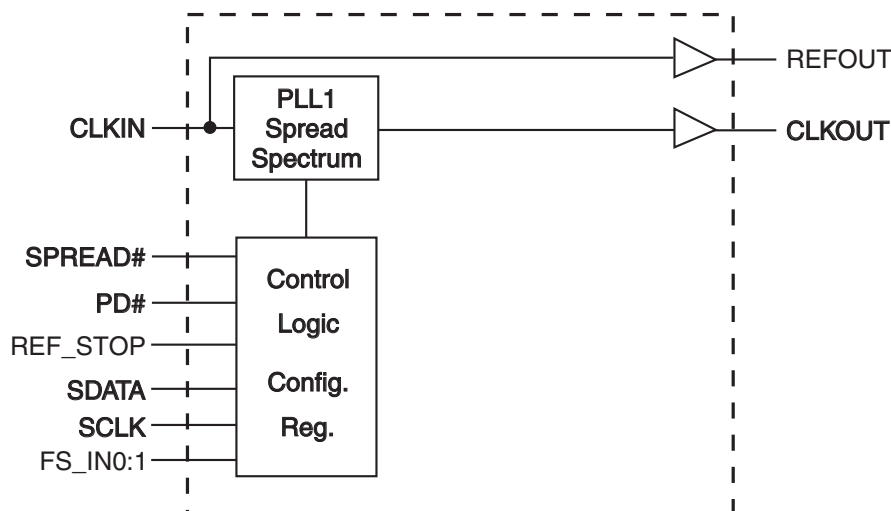 REFOUT
PLL1
Spread
Spectrum
CLKIN
CLKOUT
SPREAD#
PD#
REF_STOP
SDATA
SCLK
FS_IN0:1
Control
Logic
Config.
Reg.